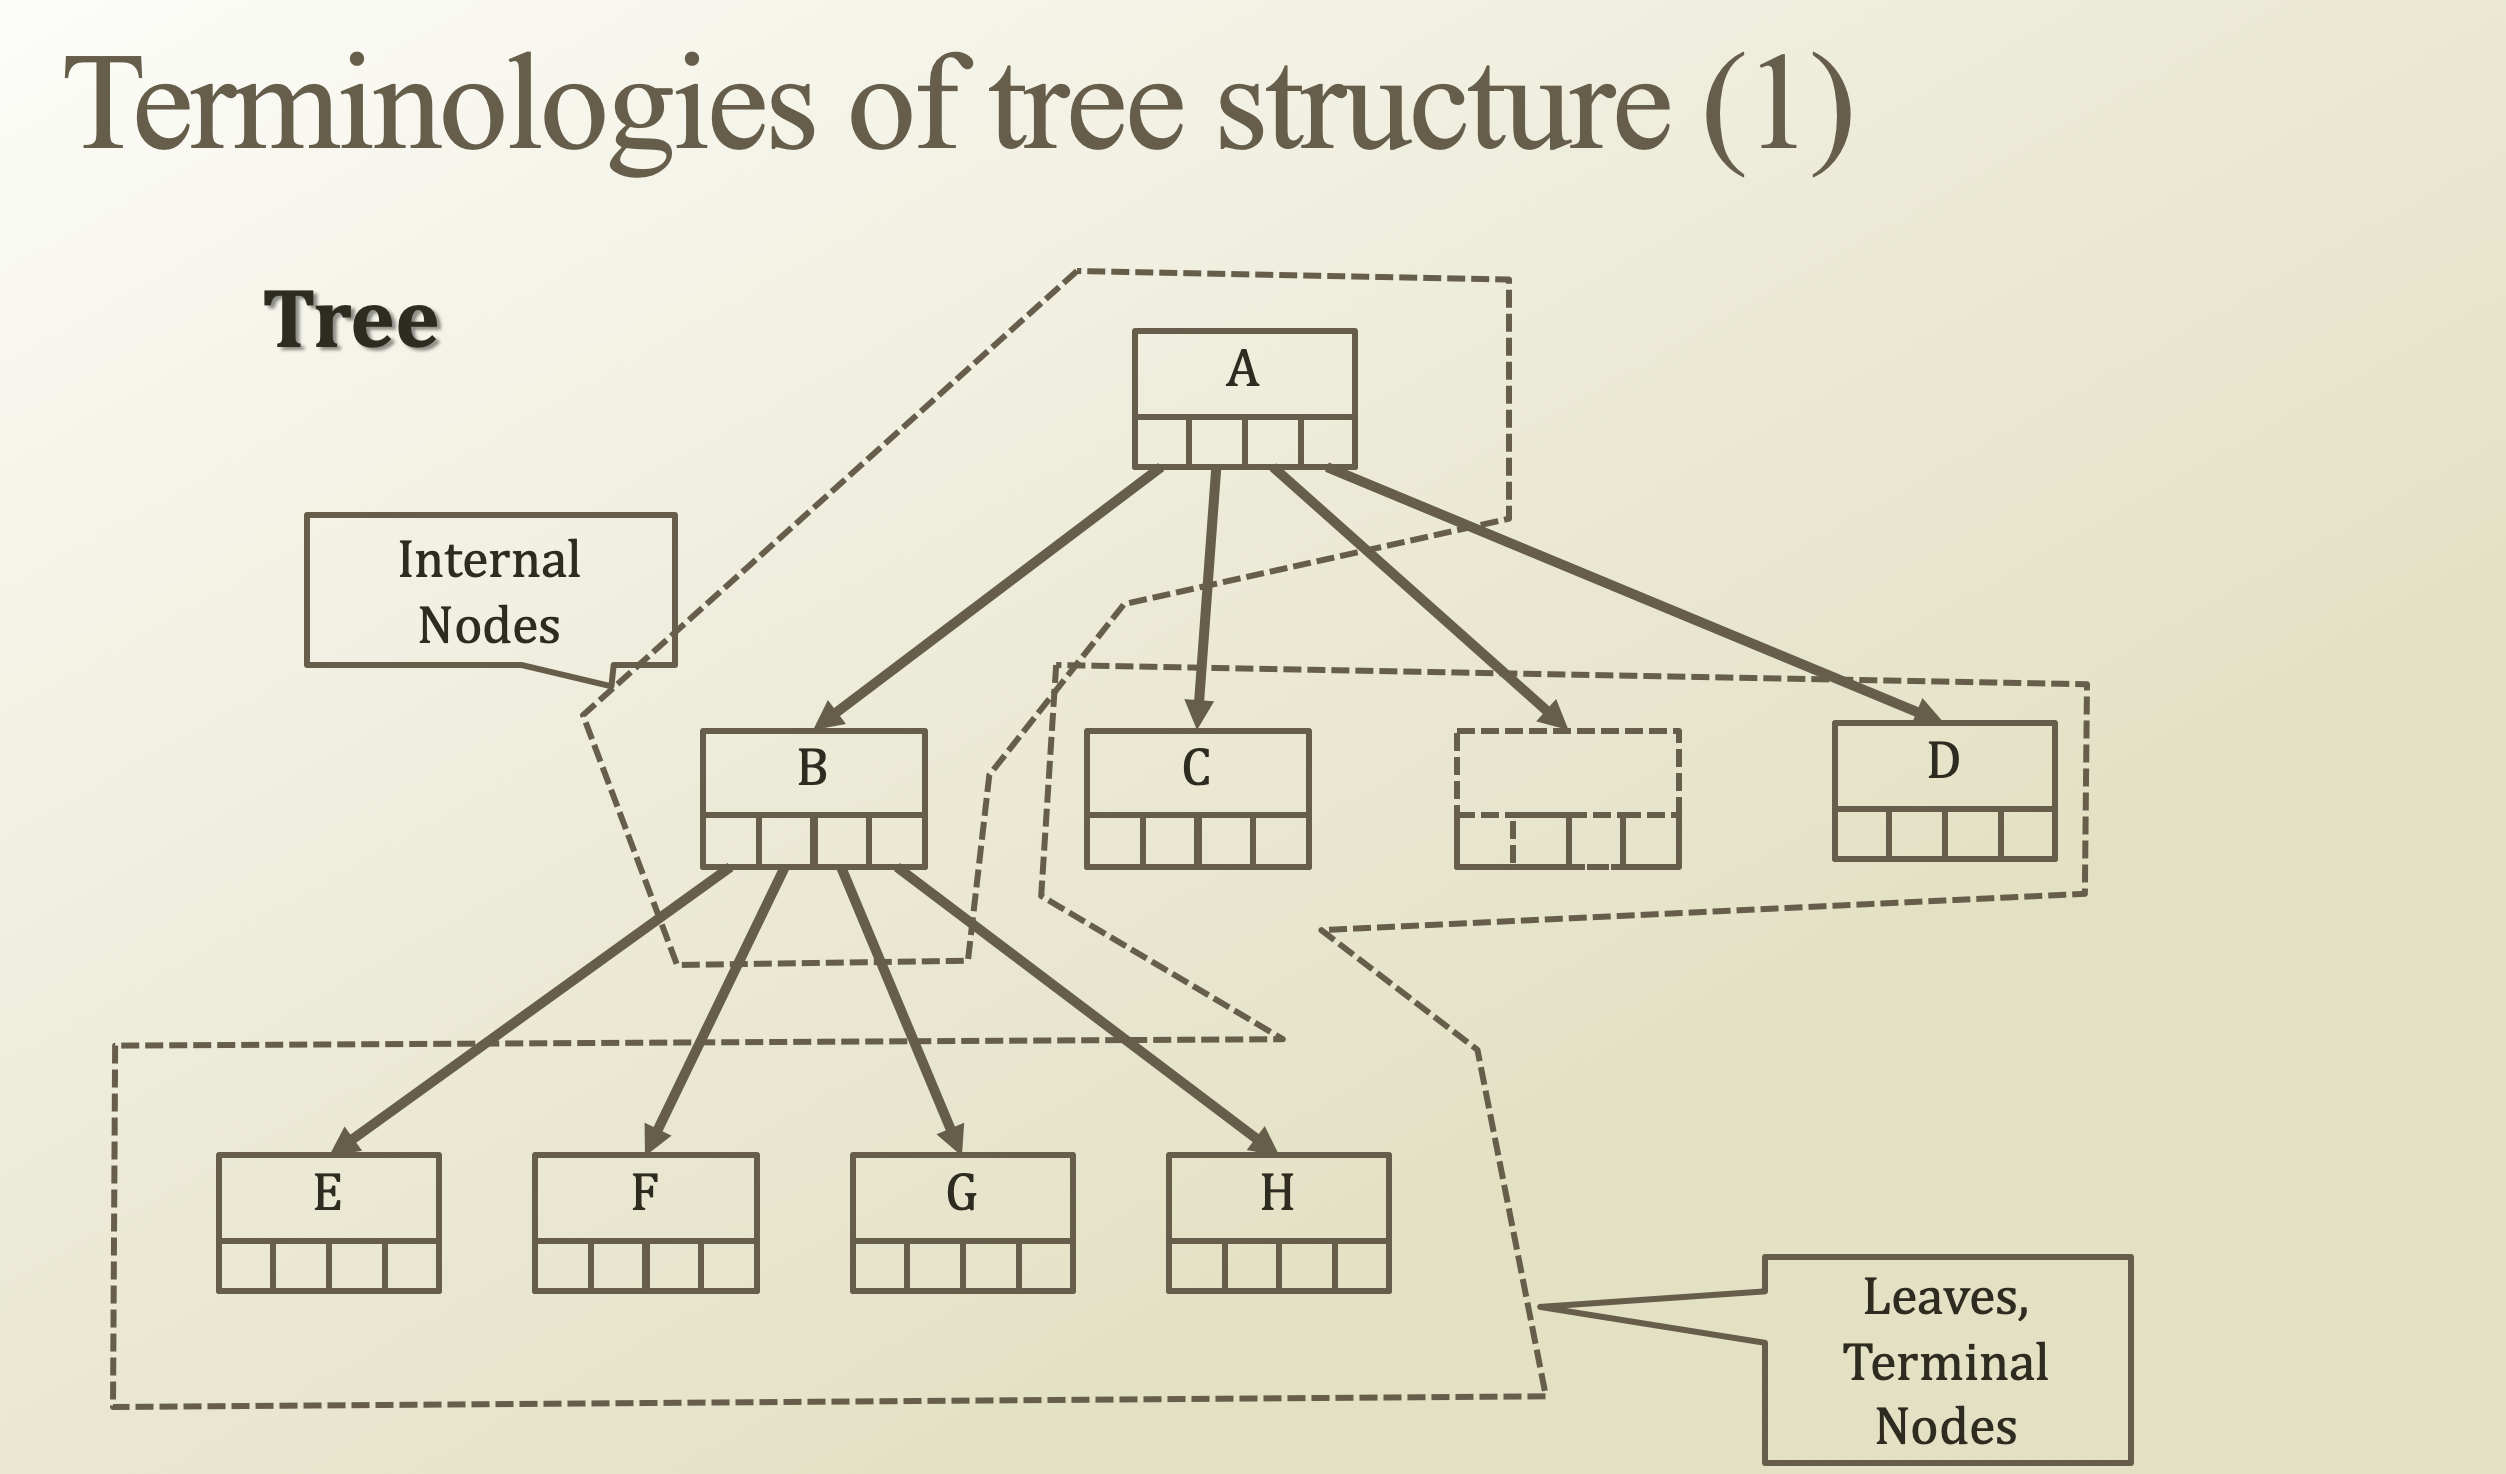 Terminologies of tree structure (1)
Tree
A
Internal
Nodes
B
C
D
E
F
G
H
Leaves,
Terminal
Nodes